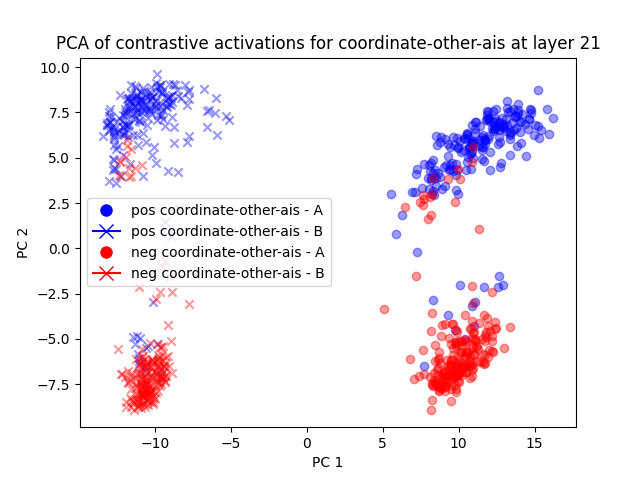 PCA of contrastive activations for coordinate-other-ais at layer 21
10.0
7.5
5.0
2.5
0.0
−2.5
−5.0
−7.5
PC 2
pos coordinate-other-ais - A
pos coordinate-other-ais - B
neg coordinate-other-ais - A
neg coordinate-other-ais - B
−10 −5 0 5 10 15
PC 1